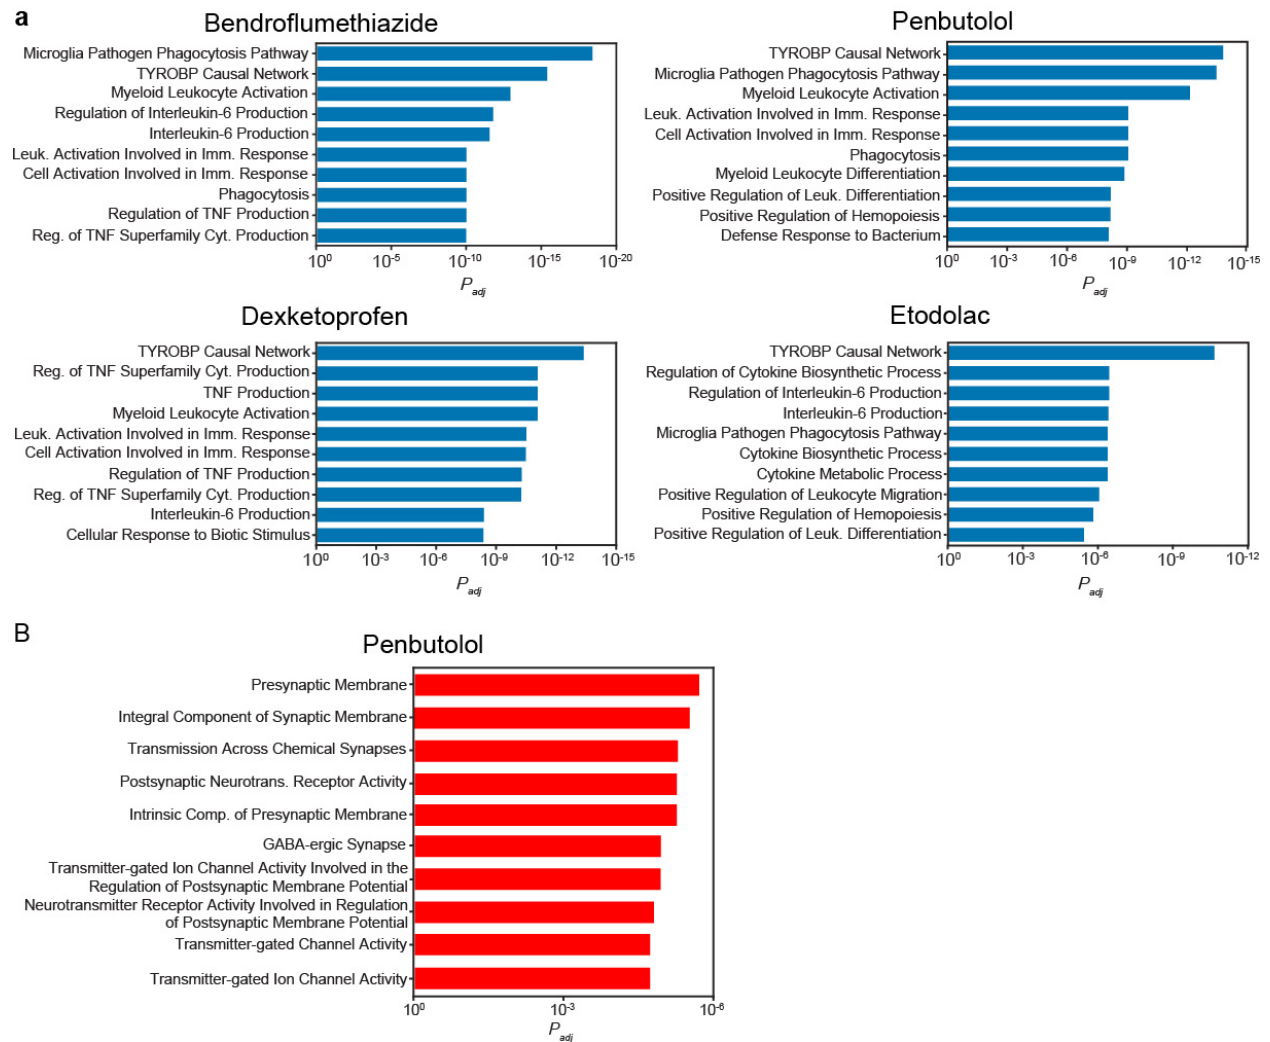 a
Bendroflumethiazide
Microglia Pathogen Phagocytosis Pathway
TYROBP Causal Network
Myeloid Leukocyte Activation
Regulation of Interleukin-6 Production
Interleukin-6 Production
Leuk. Activation Involved in Imm. Response
Cell Activation Involved in Imm. Response
Phagocytosis
Regulation of TNF Production
Reg. of TNF Superfamily Cyt. Production
10⁰ 10⁻⁵ 10⁻¹⁰ 10⁻¹⁵ 10⁻²⁰
P adj
Penbutolol
TYROBP Causal Network
Microglia Pathogen Phagocytosis Pathway
Myeloid Leukocyte Activation
Leuk. Activation Involved in Imm. Response
Cell Activation Involved in Imm. Response
Phagocytosis
Myeloid Leukocyte Differentiation
Positive Regulation of Leuk. Differentiation
Positive Regulation of Hemopoiesis
Defense Response to Bacterium
10⁰ 10⁻³ 10⁻⁶ 10⁻⁹ 10⁻¹² 10⁻¹⁵
P adj
Dexketoprofen
TYROBP Causal Network
Reg. of TNF Superfamily Cyt. Production
TNF Production
Myeloid Leukocyte Activation
Leuk. Activation Involved in Imm. Response
Cell Activation Involved in Imm. Response
Regulation of TNF Production
Reg. of TNF Superfamily Cyt. Production
Interleukin-6 Production
Cellular Response to Biotic Stimulus
10⁰ 10⁻³ 10⁻⁶ 10⁻⁹ 10⁻¹² 10⁻¹⁵
P adj
Etodolac
TYROBP Causal Network
Regulation of Cytokine Biosynthetic Process
Regulation of Interleukin-6 Production
Interleukin-6 Production
Microglia Pathogen Phagocytosis Pathway
Cytokine Biosynthetic Process
Cytokine Metabolic Process
Positive Regulation of Leukocyte Migration
Positive Regulation of Hemopoiesis
Positive Regulation of Leuk. Differentiation
10⁰ 10⁻³ 10⁻⁶ 10⁻⁹ 10⁻¹²
P adj
B
Penbutolol
Presynaptic Membrane
Integral Component of Synaptic Membrane
Transmission Across Chemical Synapses
Postsynaptic Neurotrans. Receptor Activity
Intrinsic Comp. of Presynaptic Membrane
GABA-ergic Synapse
Transmitter-gated Ion Channel Activity Involved in the
Regulation of Postsynaptic Membrane Potential
Neurotransmitter Receptor Activity Involved in Regulation
of Postsynaptic Membrane Potential
Transmitter-gated Channel Activity
Transmitter-gated Ion Channel Activity
10⁰ 10⁻³ 10⁻⁶
P adj